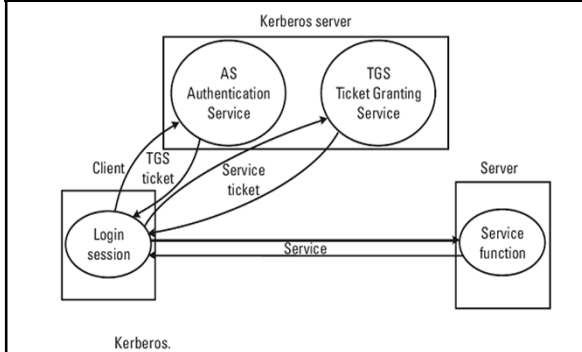 Kerberos server
AS
Authentication
Service
TGS
Ticket Granting
Service
Client
TGS
ticket
Service
ticket
Server
Login
session
Service
Service
function
Kerberos.